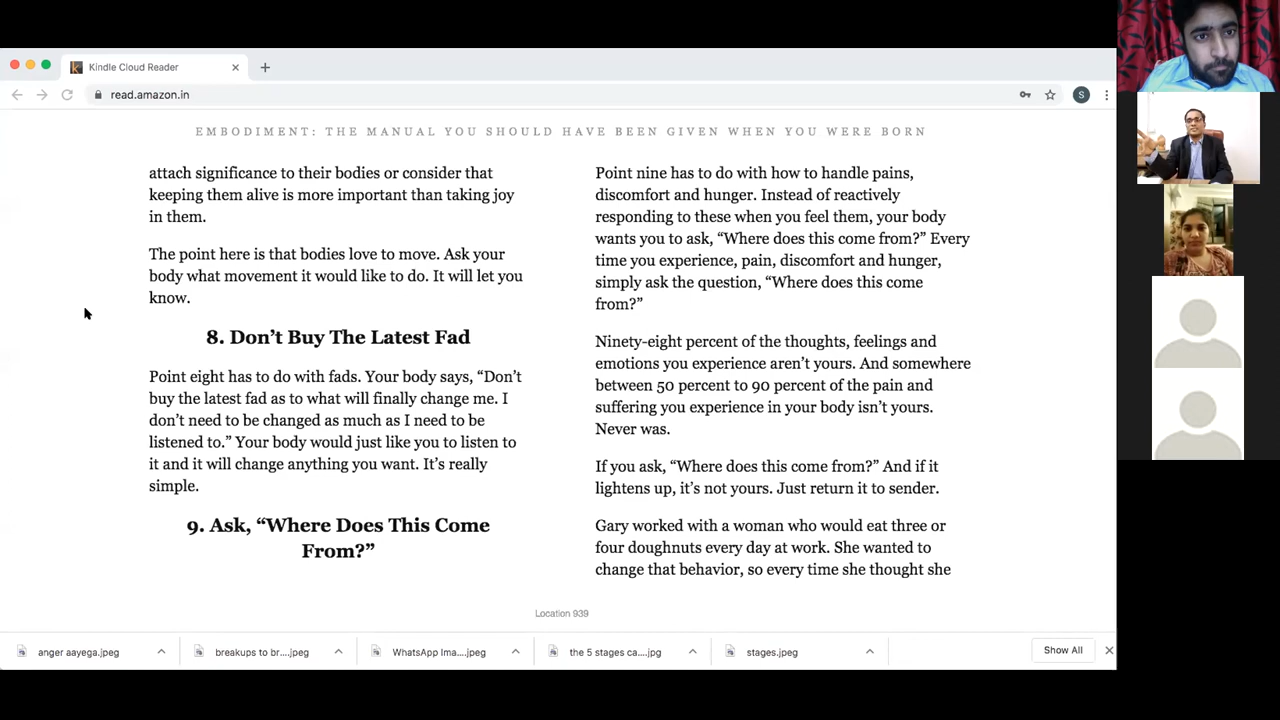 Kindle Cloud Reader
read.amazon.in
S
EMBODIMENT: THE MANUAL YOU SHOULD HAVE BEEN GIVEN WHEN YOU WERE BORN
attach significance to their bodies or consider that
keeping them alive is more important than taking joy
in them.
The point here is that bodies love to move. Ask your
body what movement it would like to do. It will let you
know.
8. Don’t Buy The Latest Fad
Point eight has to do with fads. Your body says, “Don’t
buy the latest fad as to what will finally change me. I
don’t need to be changed as much as I need to be
listened to.” Your body would just like you to listen to
it and it will change anything you want. It’s really
simple.
9. Ask, “Where Does This Come
From?”
Point nine has to do with how to handle pains,
discomfort and hunger. Instead of reactively
responding to these when you feel them, your body
wants you to ask, “Where does this come from?” Every
time you experience, pain, discomfort and hunger,
simply ask the question, “Where does this come
from?”
Ninety-eight percent of the thoughts, feelings and
emotions you experience aren’t yours. And somewhere
between 50 percent to 90 percent of the pain and
suffering you experience in your body isn’t yours.
Never was.
If you ask, “Where does this come from?” And if it
lightens up, it’s not yours. Just return it to sender.
Gary worked with a woman who would eat three or
four doughnuts every day at work. She wanted to
change that behavior, so every time she thought she
Location 939
anger aayega.jpeg
breakups to br....jpeg
WhatsApp Ima....jpeg
the 5 stages ca....jpg
stages.jpeg
Show All